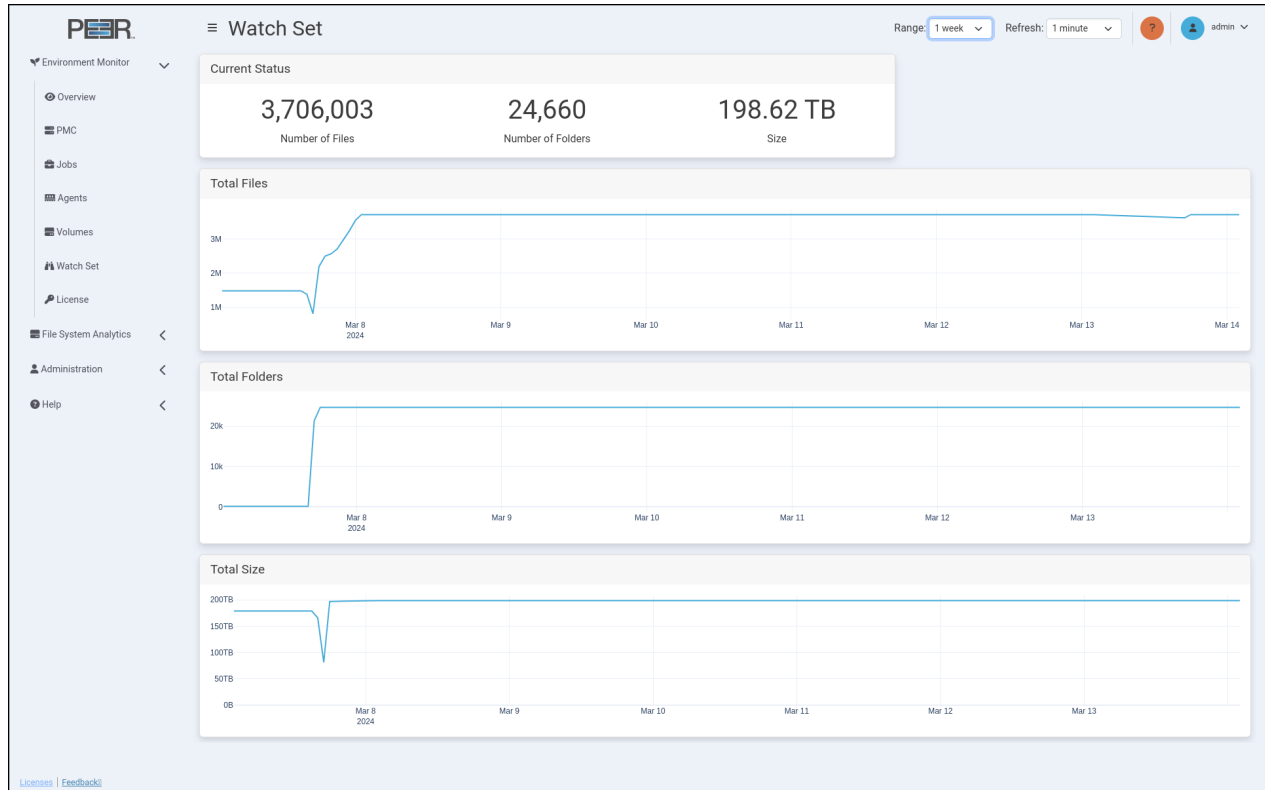 PEER
Watch Set
Range: 1 week
Refresh: 1 minute
?
admin
Environment Monitor
Overview
PMC
Jobs
Agents
Volumes
Watch Set
License
File System Analytics
Administration
Help
Current Status
3,706,003
24,660
198.62 TB
Number of Files
Number of Folders
Size
Total Files
3M
2M
1M
Mar 8
2024
Mar 9
Mar 10
Mar 11
Mar 12
Mar 13
Mar 14
Total Folders
20k
10k
0
Mar 8
2024
Mar 9
Mar 10
Mar 11
Mar 12
Mar 13
Total Size
200TB
150TB
100TB
50TB
0B
Mar 8
2024
Mar 9
Mar 10
Mar 11
Mar 12
Mar 13
Licenses | Feedback